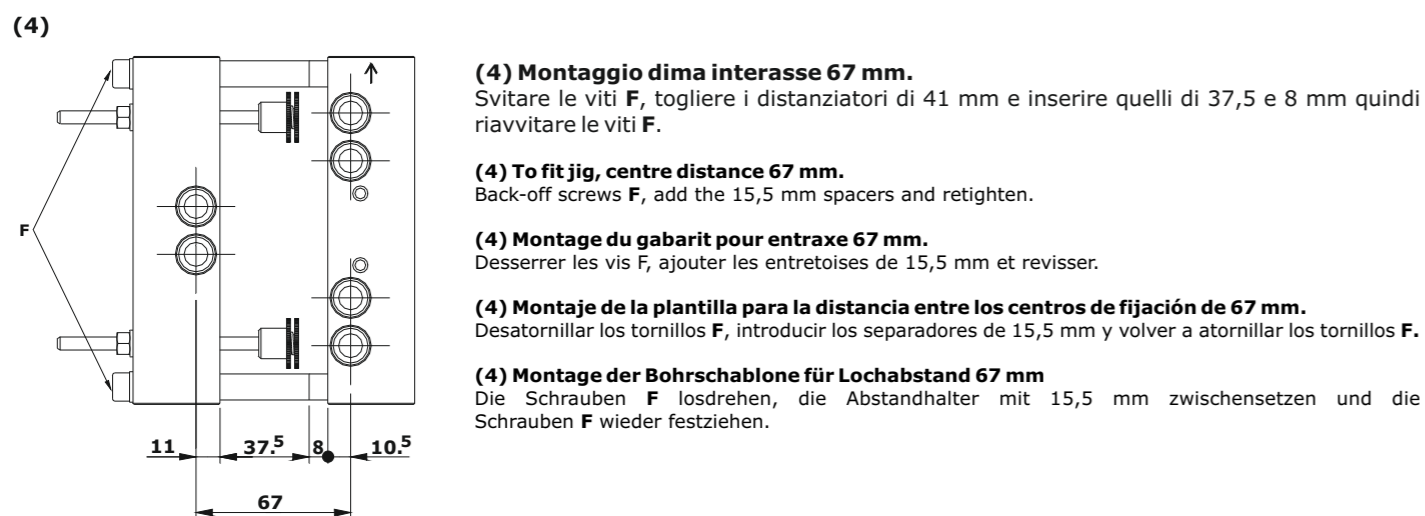 (4)
F
11 37.5 8 10.5
67
(4) Montaggio dima interasse 67 mm.
Svitare le viti F, togliere i distanziatori di 41 mm e inserire quelli di 37,5 e 8 mm quindi
riavvitare le viti F.
(4) To fit jig, centre distance 67 mm.
Back-off screws F, add the 15,5 mm spacers and retighten.
(4) Montage du gabarit pour entraxe 67 mm.
Desserrer les vis F, ajouter les entretoises de 15,5 mm et revisser.
(4) Montaje de la plantilla para la distancia entre los centros de fijación de 67 mm.
Desatornillar los tornillos F, introducir los separadores de 15,5 mm y volver a atornillar los tornillos F.
(4) Montage der Bohrschablone für Lochabstand 67 mm
Die Schrauben F losdrehen, die Abstandhalter mit 15,5 mm zwischensetzen und die
Schrauben F wieder festziehen.